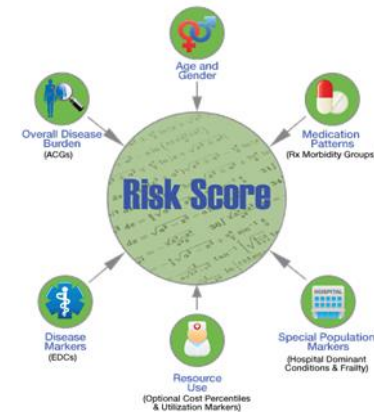 Age and
Gender
Overall Disease
Burden
(ACGs)
Medication
Patterns
(Rx Morbidity Groups)
Risk Score
HOSPITAL
Disease
Markers
(EDCs)
Special Population
Markers
(Hospital Dominant
Conditions & Frailty)
Resource
Use
(Optional Cost Percentiles
& Utilization Markers)